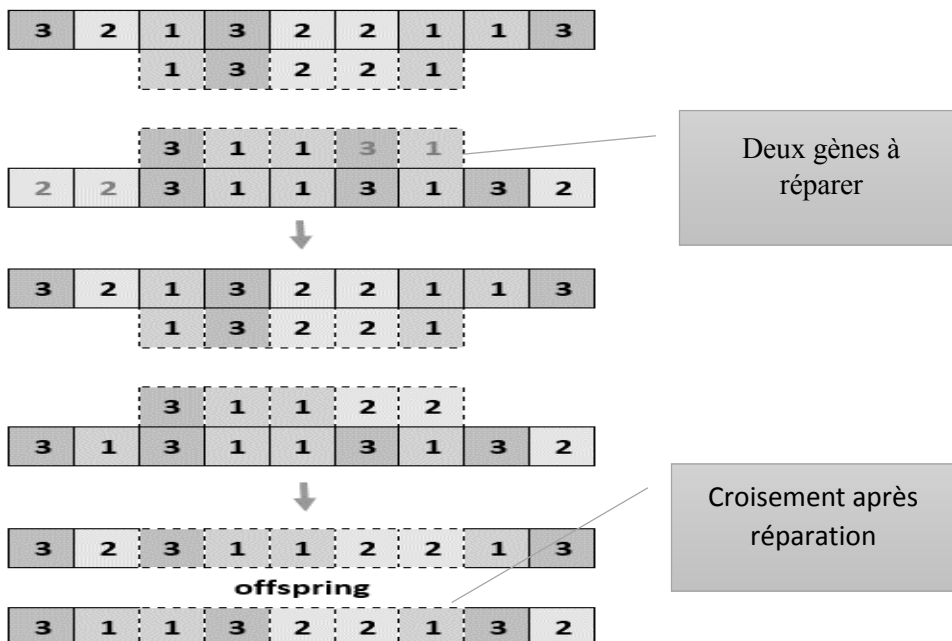 3 2 1 3 2 2 1 1 3
1 3 2 2 1
3 1 1 3 1
2 2 3 1 1 3 1 3 2
Deux gènes à
réparer
3 2 1 3 2 2 1 1 3
1 3 2 2 1
3 1 1 2 2
3 1 3 1 1 3 1 3 2
3 2 3 1 1 2 2 1 3
offspring
3 1 1 3 2 2 1 3 2
Croisement après
réparation